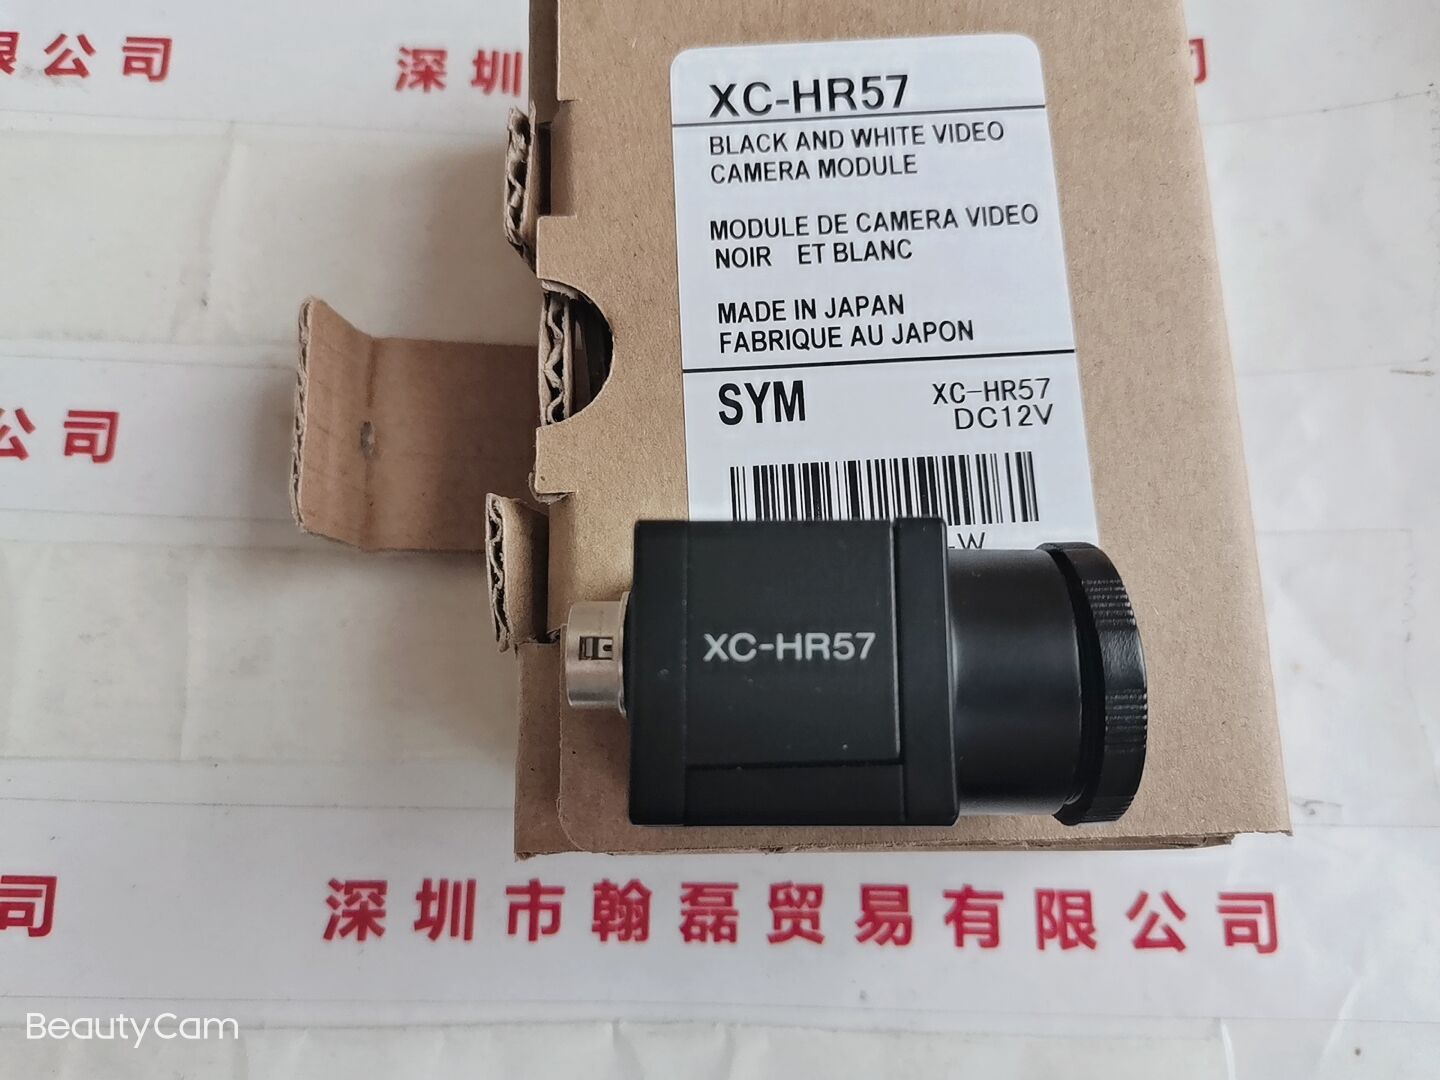 限公司
深圳
司
XC-HR57
BLACK AND WHITE VIDEO
CAMERA MODULE
MODULE DE CAMERA VIDEO
NOIR ET BLANC
MADE IN JAPAN
FABRIQUE AU JAPON
SYM
XC-HR57
DC12V
-W
公司
XC-HR57
司
深圳市翰磊贸易有限公司
BeautyCam